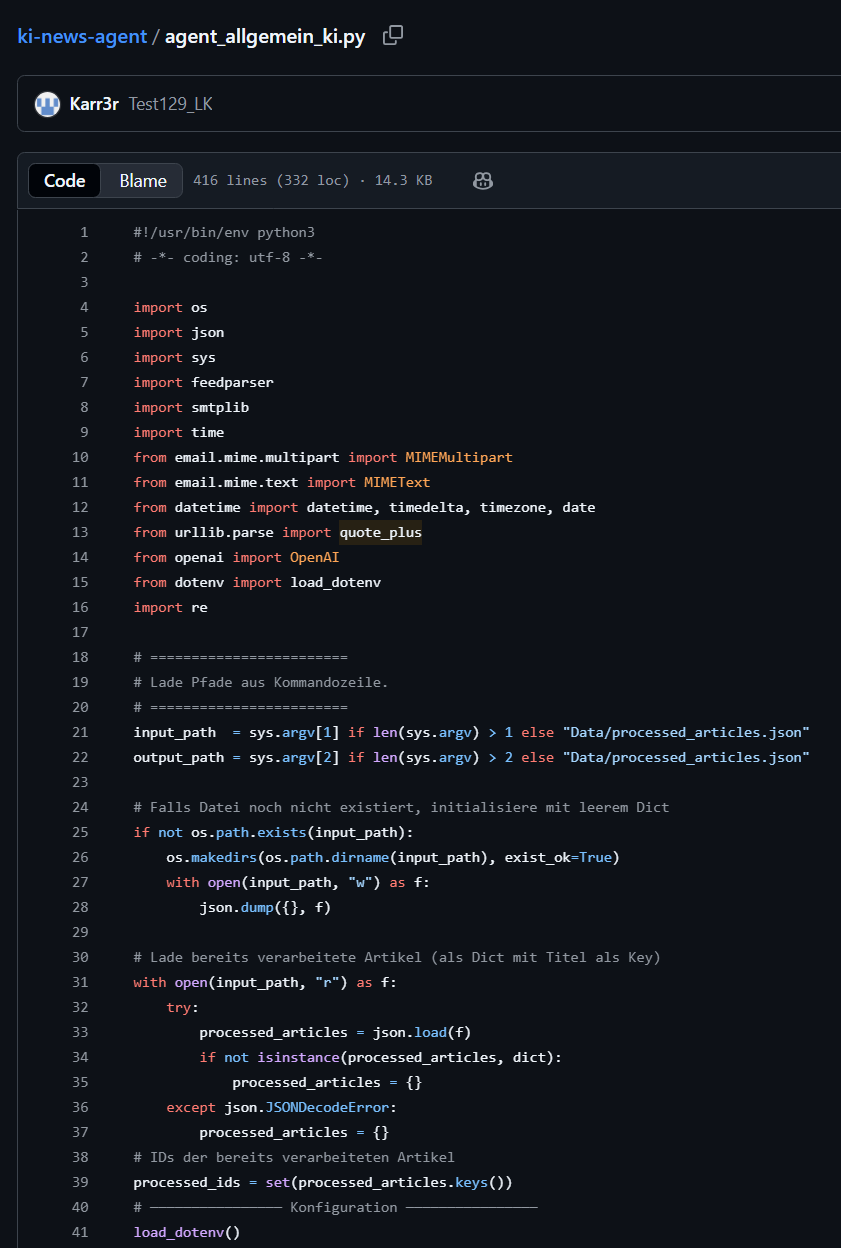 ki-news-agent / agent_allgemein_ki.py
Karr3r Test129_LK
Code Blame 416 lines (332 loc) · 14.3 KB
1 #!/usr/bin/env python3
2 # -*- coding: utf-8 -*-
3
4 import os
5 import json
6 import sys
7 import feedparser
8 import smtplib
9 import time
10 from email.mime.multipart import MIMEMultipart
11 from email.mime.text import MIMEText
12 from datetime import datetime, timedelta, timezone, date
13 from urllib.parse import quote_plus
14 from openai import OpenAI
15 from dotenv import load_dotenv
16 import re
17
18 # ========================
19 # Lade Pfade aus Kommandozeile.
20 # ========================
21 input_path  = sys.argv[1] if len(sys.argv) > 1 else "Data/processed_articles.json"
22 output_path = sys.argv[2] if len(sys.argv) > 2 else "Data/processed_articles.json"
23
24 # Falls Datei noch nicht existiert, initialisiere mit leerem Dict
25 if not os.path.exists(input_path):
26     os.makedirs(os.path.dirname(input_path), exist_ok=True)
27     with open(input_path, "w") as f:
28         json.dump({}, f)
29
30 # Lade bereits verarbeitete Artikel (als Dict mit Titel als Key)
31 with open(input_path, "r") as f:
32     try:
33         processed_articles = json.load(f)
34         if not isinstance(processed_articles, dict):
35             processed_articles = {}
36     except json.JSONDecodeError:
37         processed_articles = {}
38 # IDs der bereits verarbeiteten Artikel
39 processed_ids = set(processed_articles.keys())
40 # ──────────────── Konfiguration ────────────────
41 load_dotenv()